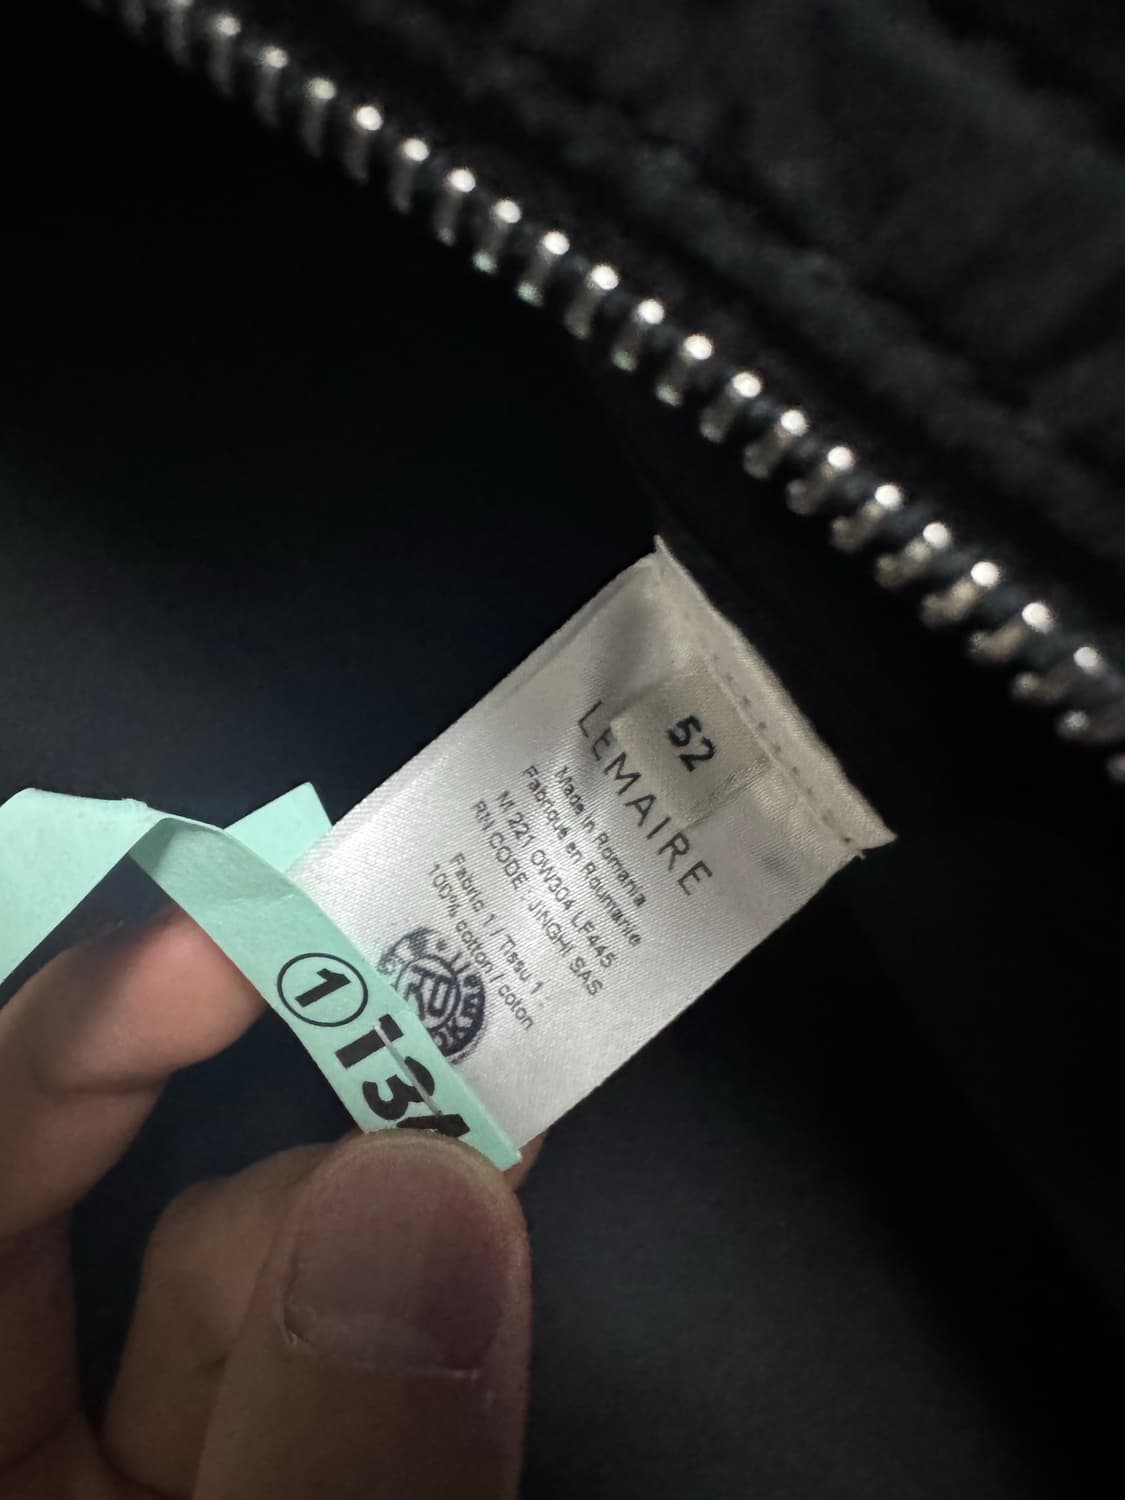 52
LEMAIRE
Made in Romania
Fabriqué en Roumanie
M 221 OW304 LF445
RN CODE : JINGHI SAS
Fabric 1 / Tissu 1 :
100% cotton / coton
①